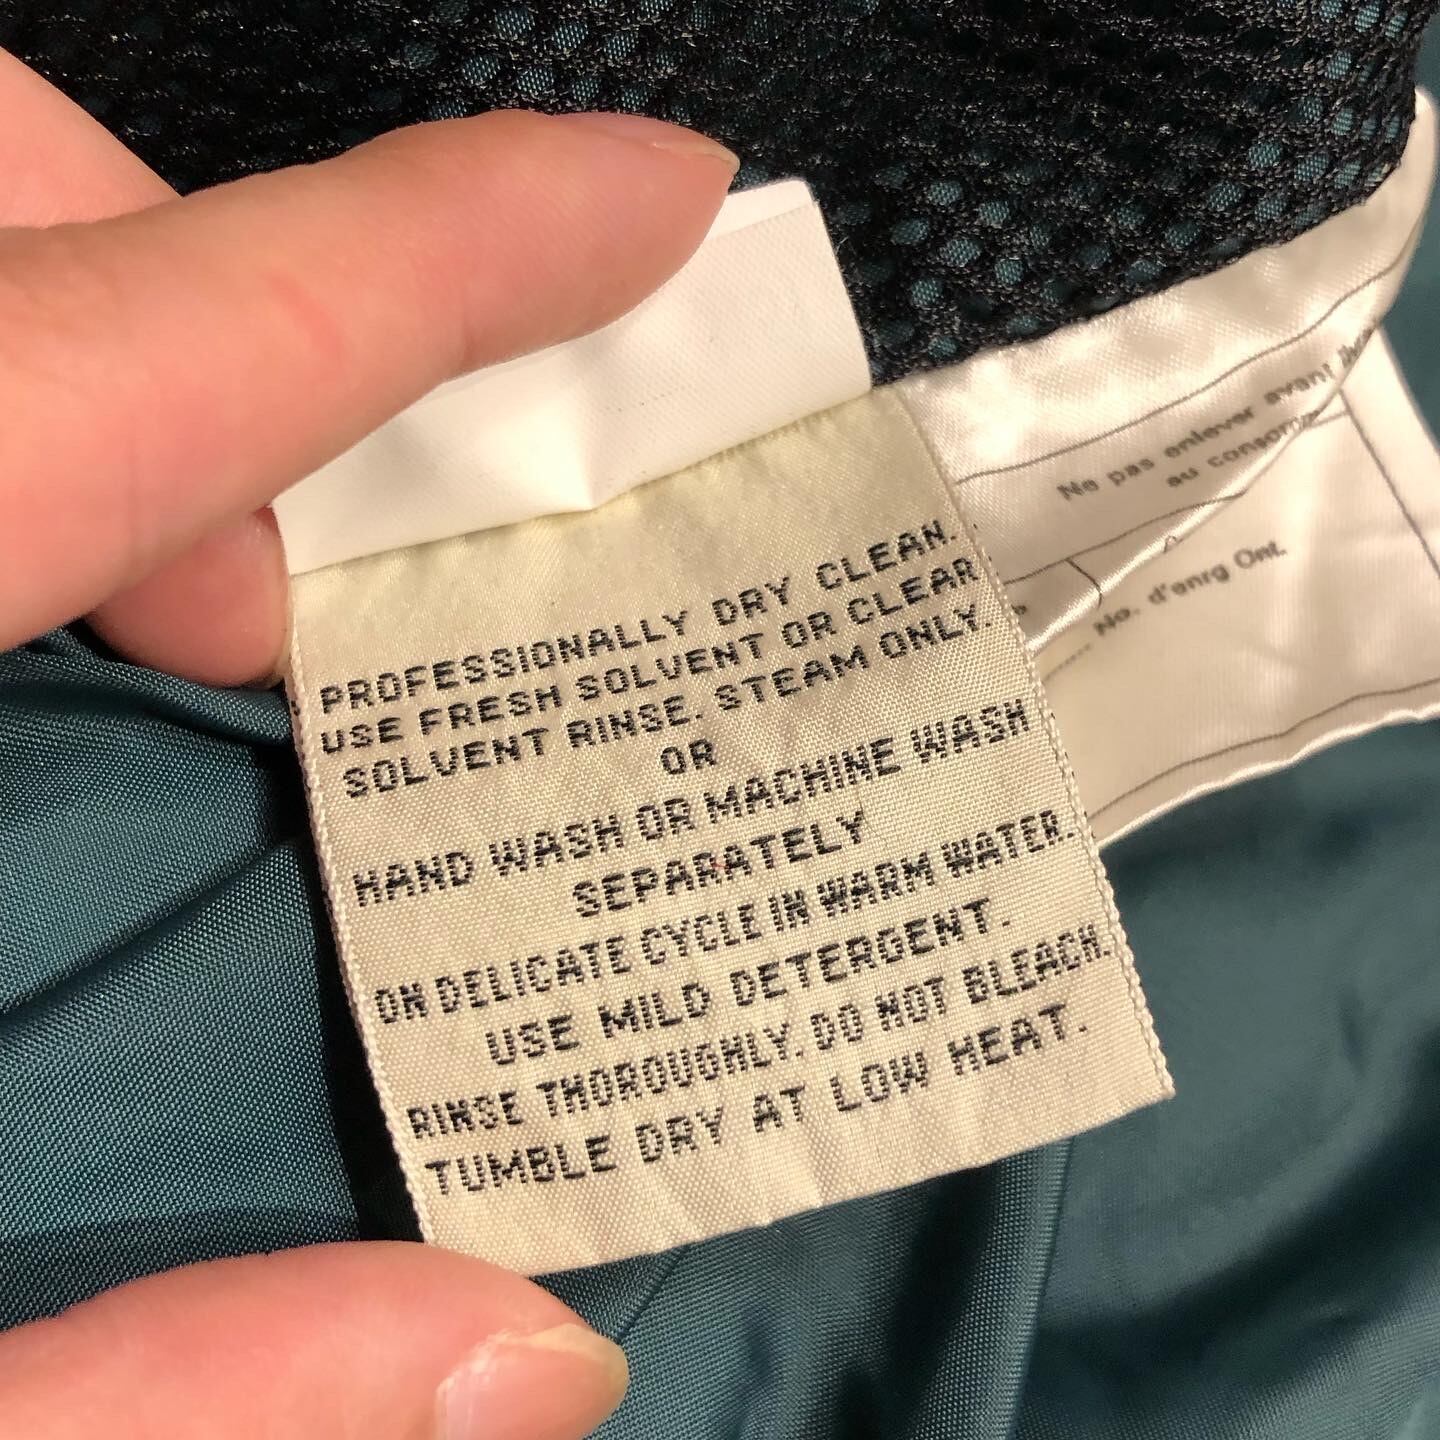 PROFESSIONALLY DRY CLEAN.
USE FRESH SOLVENT OR CLEAR
SOLVENT RINSE. STEAM ONLY.
OR
HAND WASH OR MACHINE WASH
SEPARATELY
ON DELICATE CYCLE IN WARM WATER.
USE MILD DETERGENT.
RINSE THOROUGHLY. DO NOT BLEACH.
TUMBLE DRY AT LOW HEAT.
Ne pas enlever avant
au
No. d'enrg Ont.